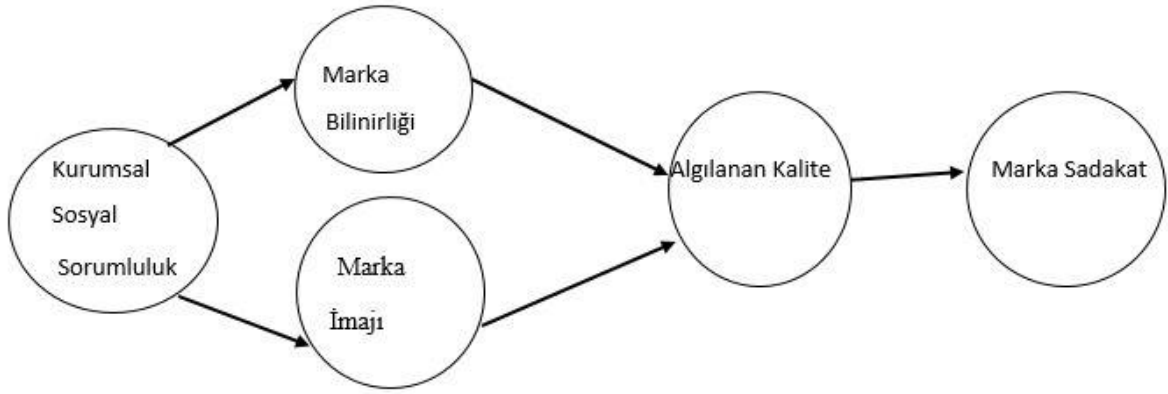 Kurumsal
Sosyal
Sorumluluk
Marka
Bilinirliği
Marka
İmajı
Algılanan Kalite
Marka Sadakat